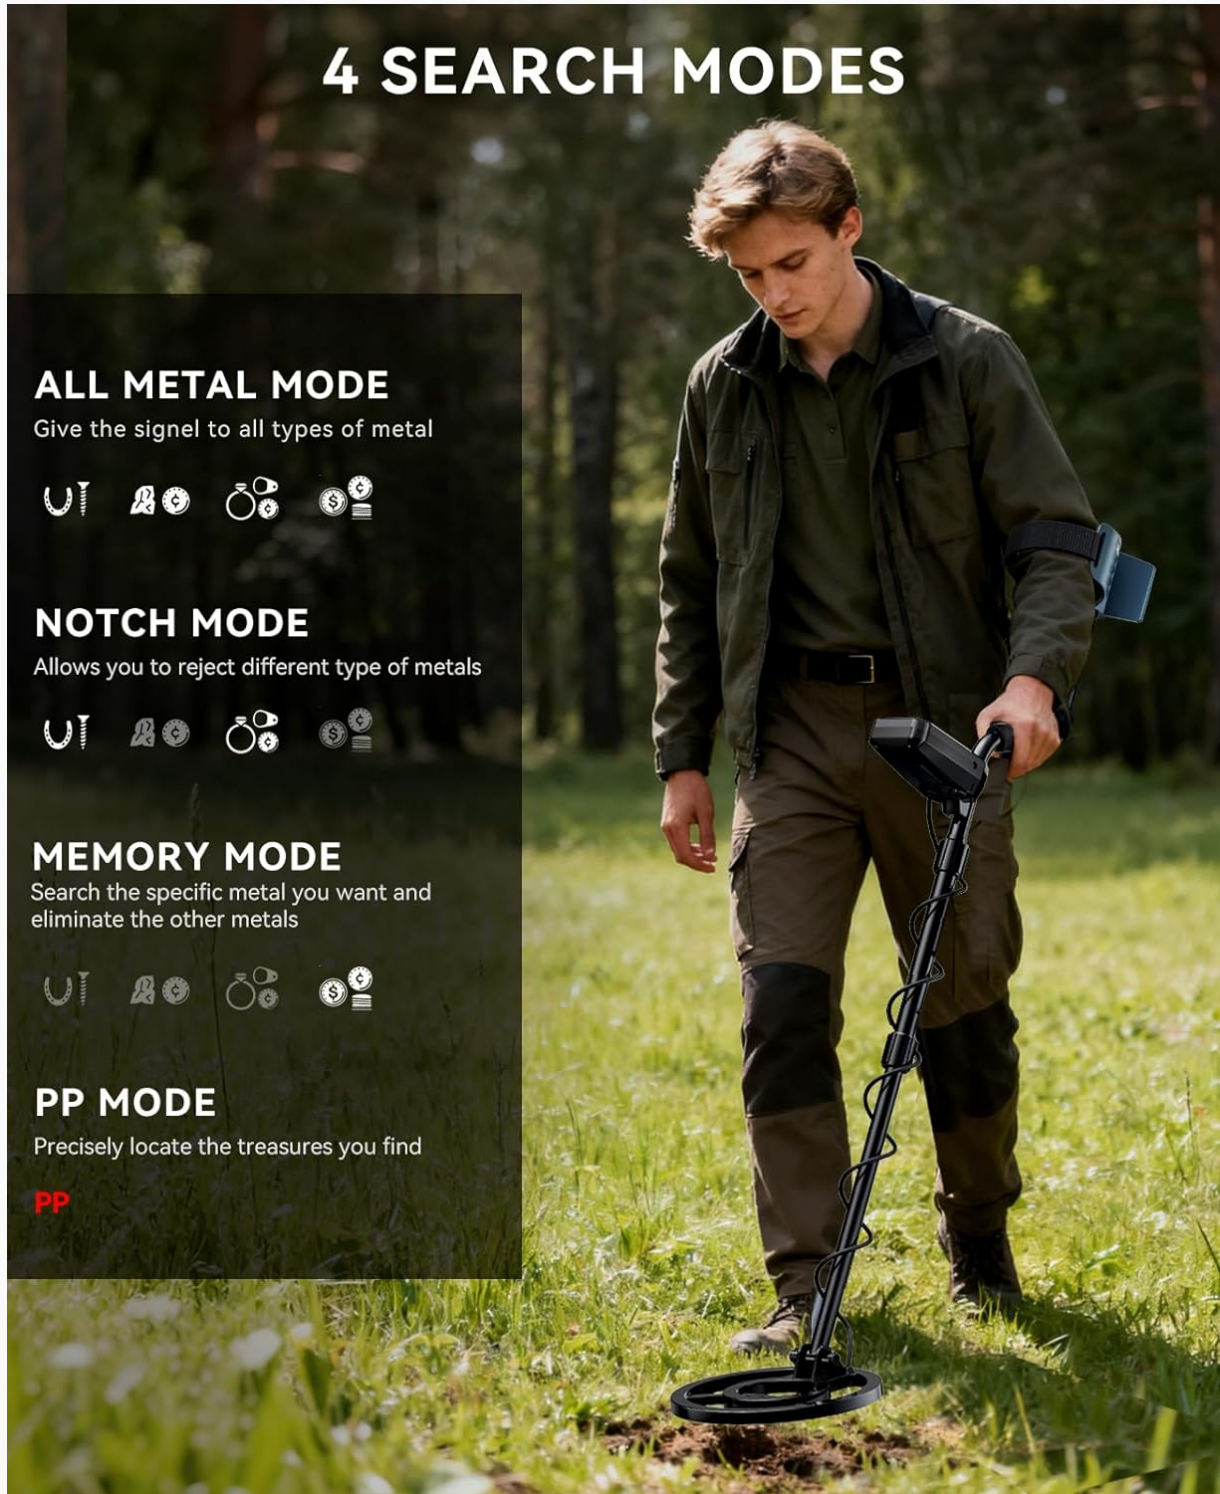 4 SEARCH MODES
ALL METAL MODE
Give the signel to all types of metal
NOTCH MODE
Allows you to reject different type of metals
MEMORY MODE
Search the specific metal you want and
eliminate the other metals
PP MODE
Precisely locate the treasures you find
PP